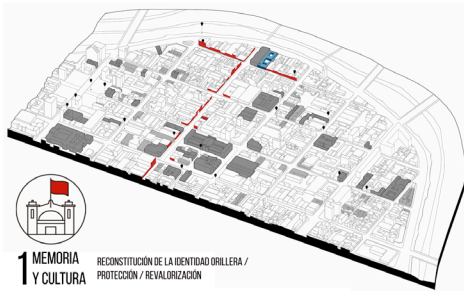 1 MEMORIA
Y CULTURA
RECONSTITUCIÓN DE LA IDENTIDAD ORILLERA /
PROTECCIÓN / REVALORIZACIÓN